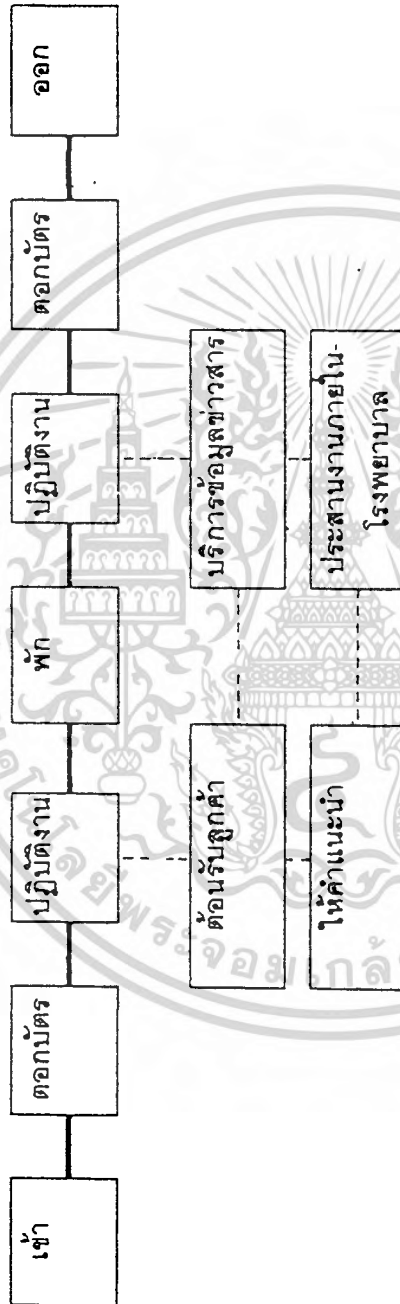 เข้า
ตอกบัตร
ปฏิบัติงาน
พัก
ปฏิบัติงาน
ตอกบัตร
ออก
ต้อนรับลูกค้า
บริการข้อมูลข่าวสาร
ให้คำแนะนำ
ประสานงานภายใน-
โรงพยาบาล